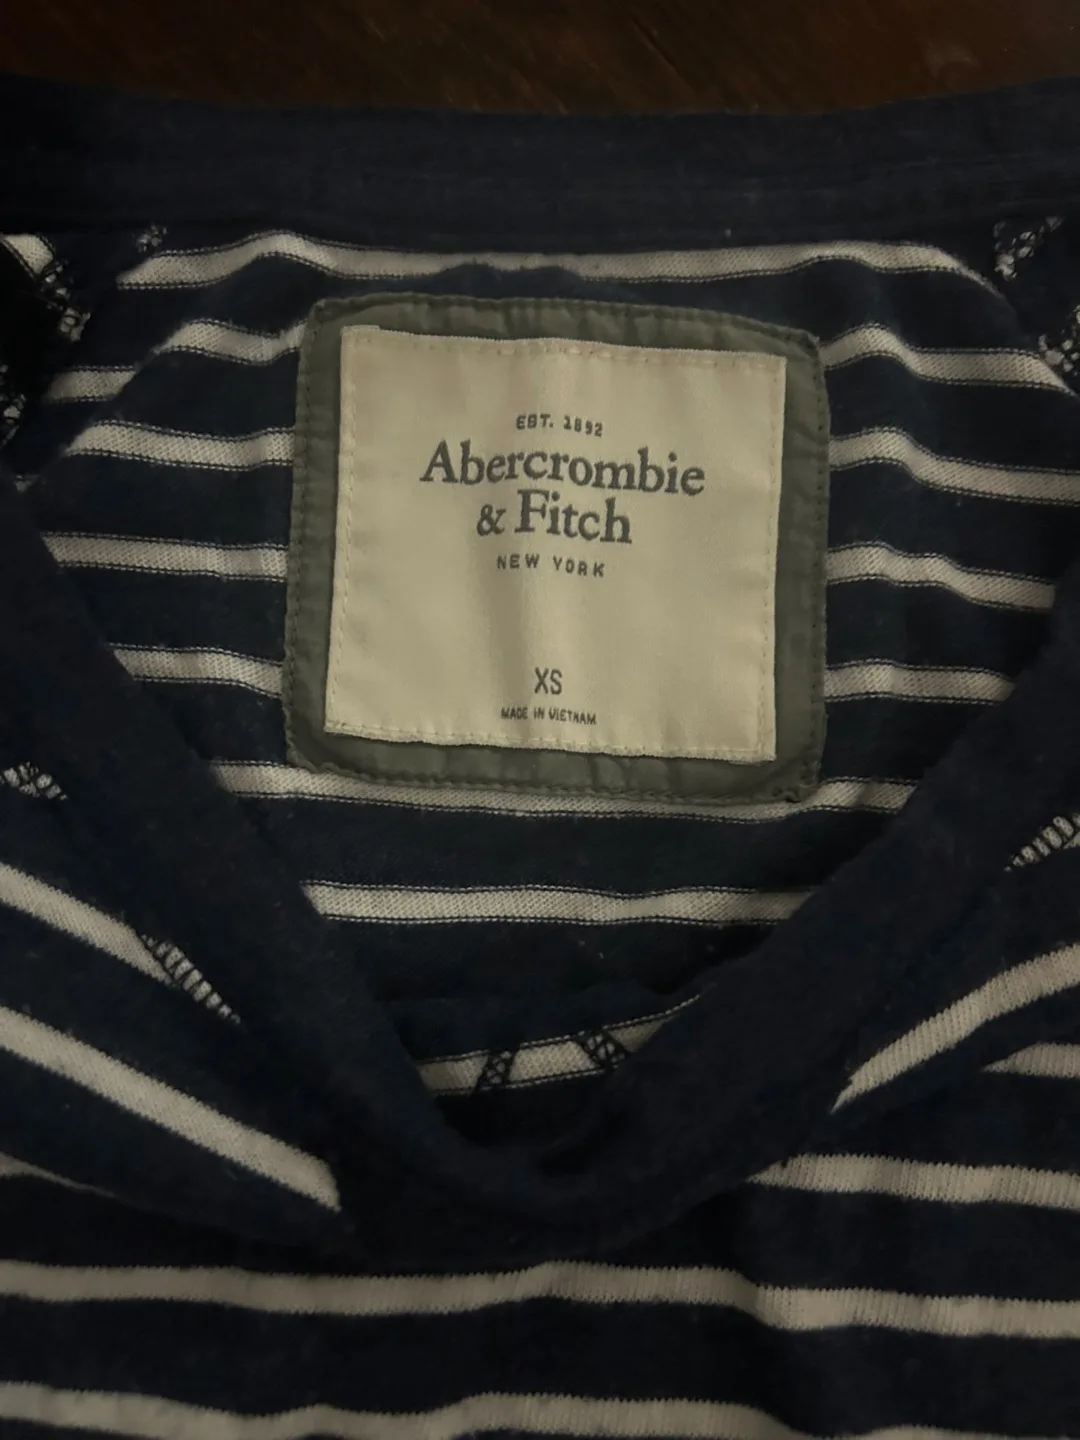 EST. 1892
Abercrombie
& Fitch
NEW YORK
XS
MADE IN VIETNAM